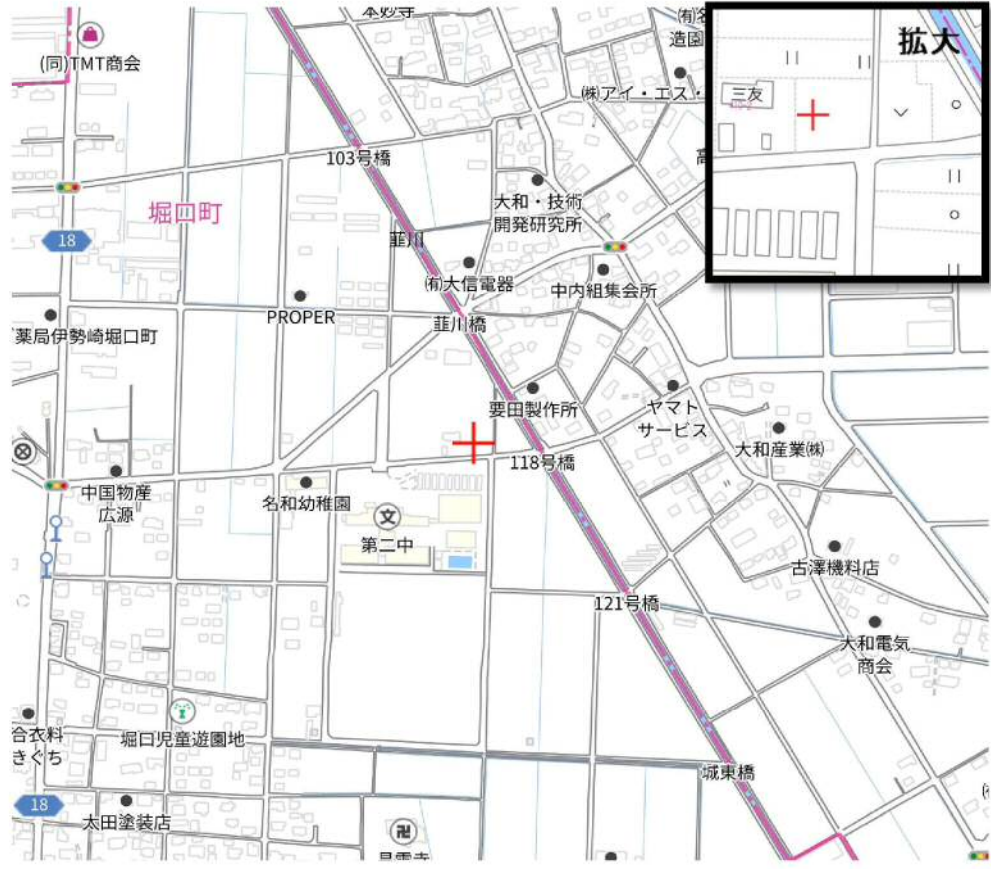 本妙寺
(有)
造園
拡大
三友
(同)TMT商会
(株)アイ・エス・
103号橋
大和・技術
開発研究所
堀口町
18
韮川
(有)大信電器
中内組集会所
PROPER
韮川橋
薬局伊勢崎堀口町
要田製作所
ヤマト
サービス
大和産業(株)
118号橋
中国物産
広源
名和幼稚園
文
第二中
古澤機料店
121号橋
大和電気
商会
合衣料
きぐち
堀口児童遊園地
城東橋
18
太田塗装店
卍